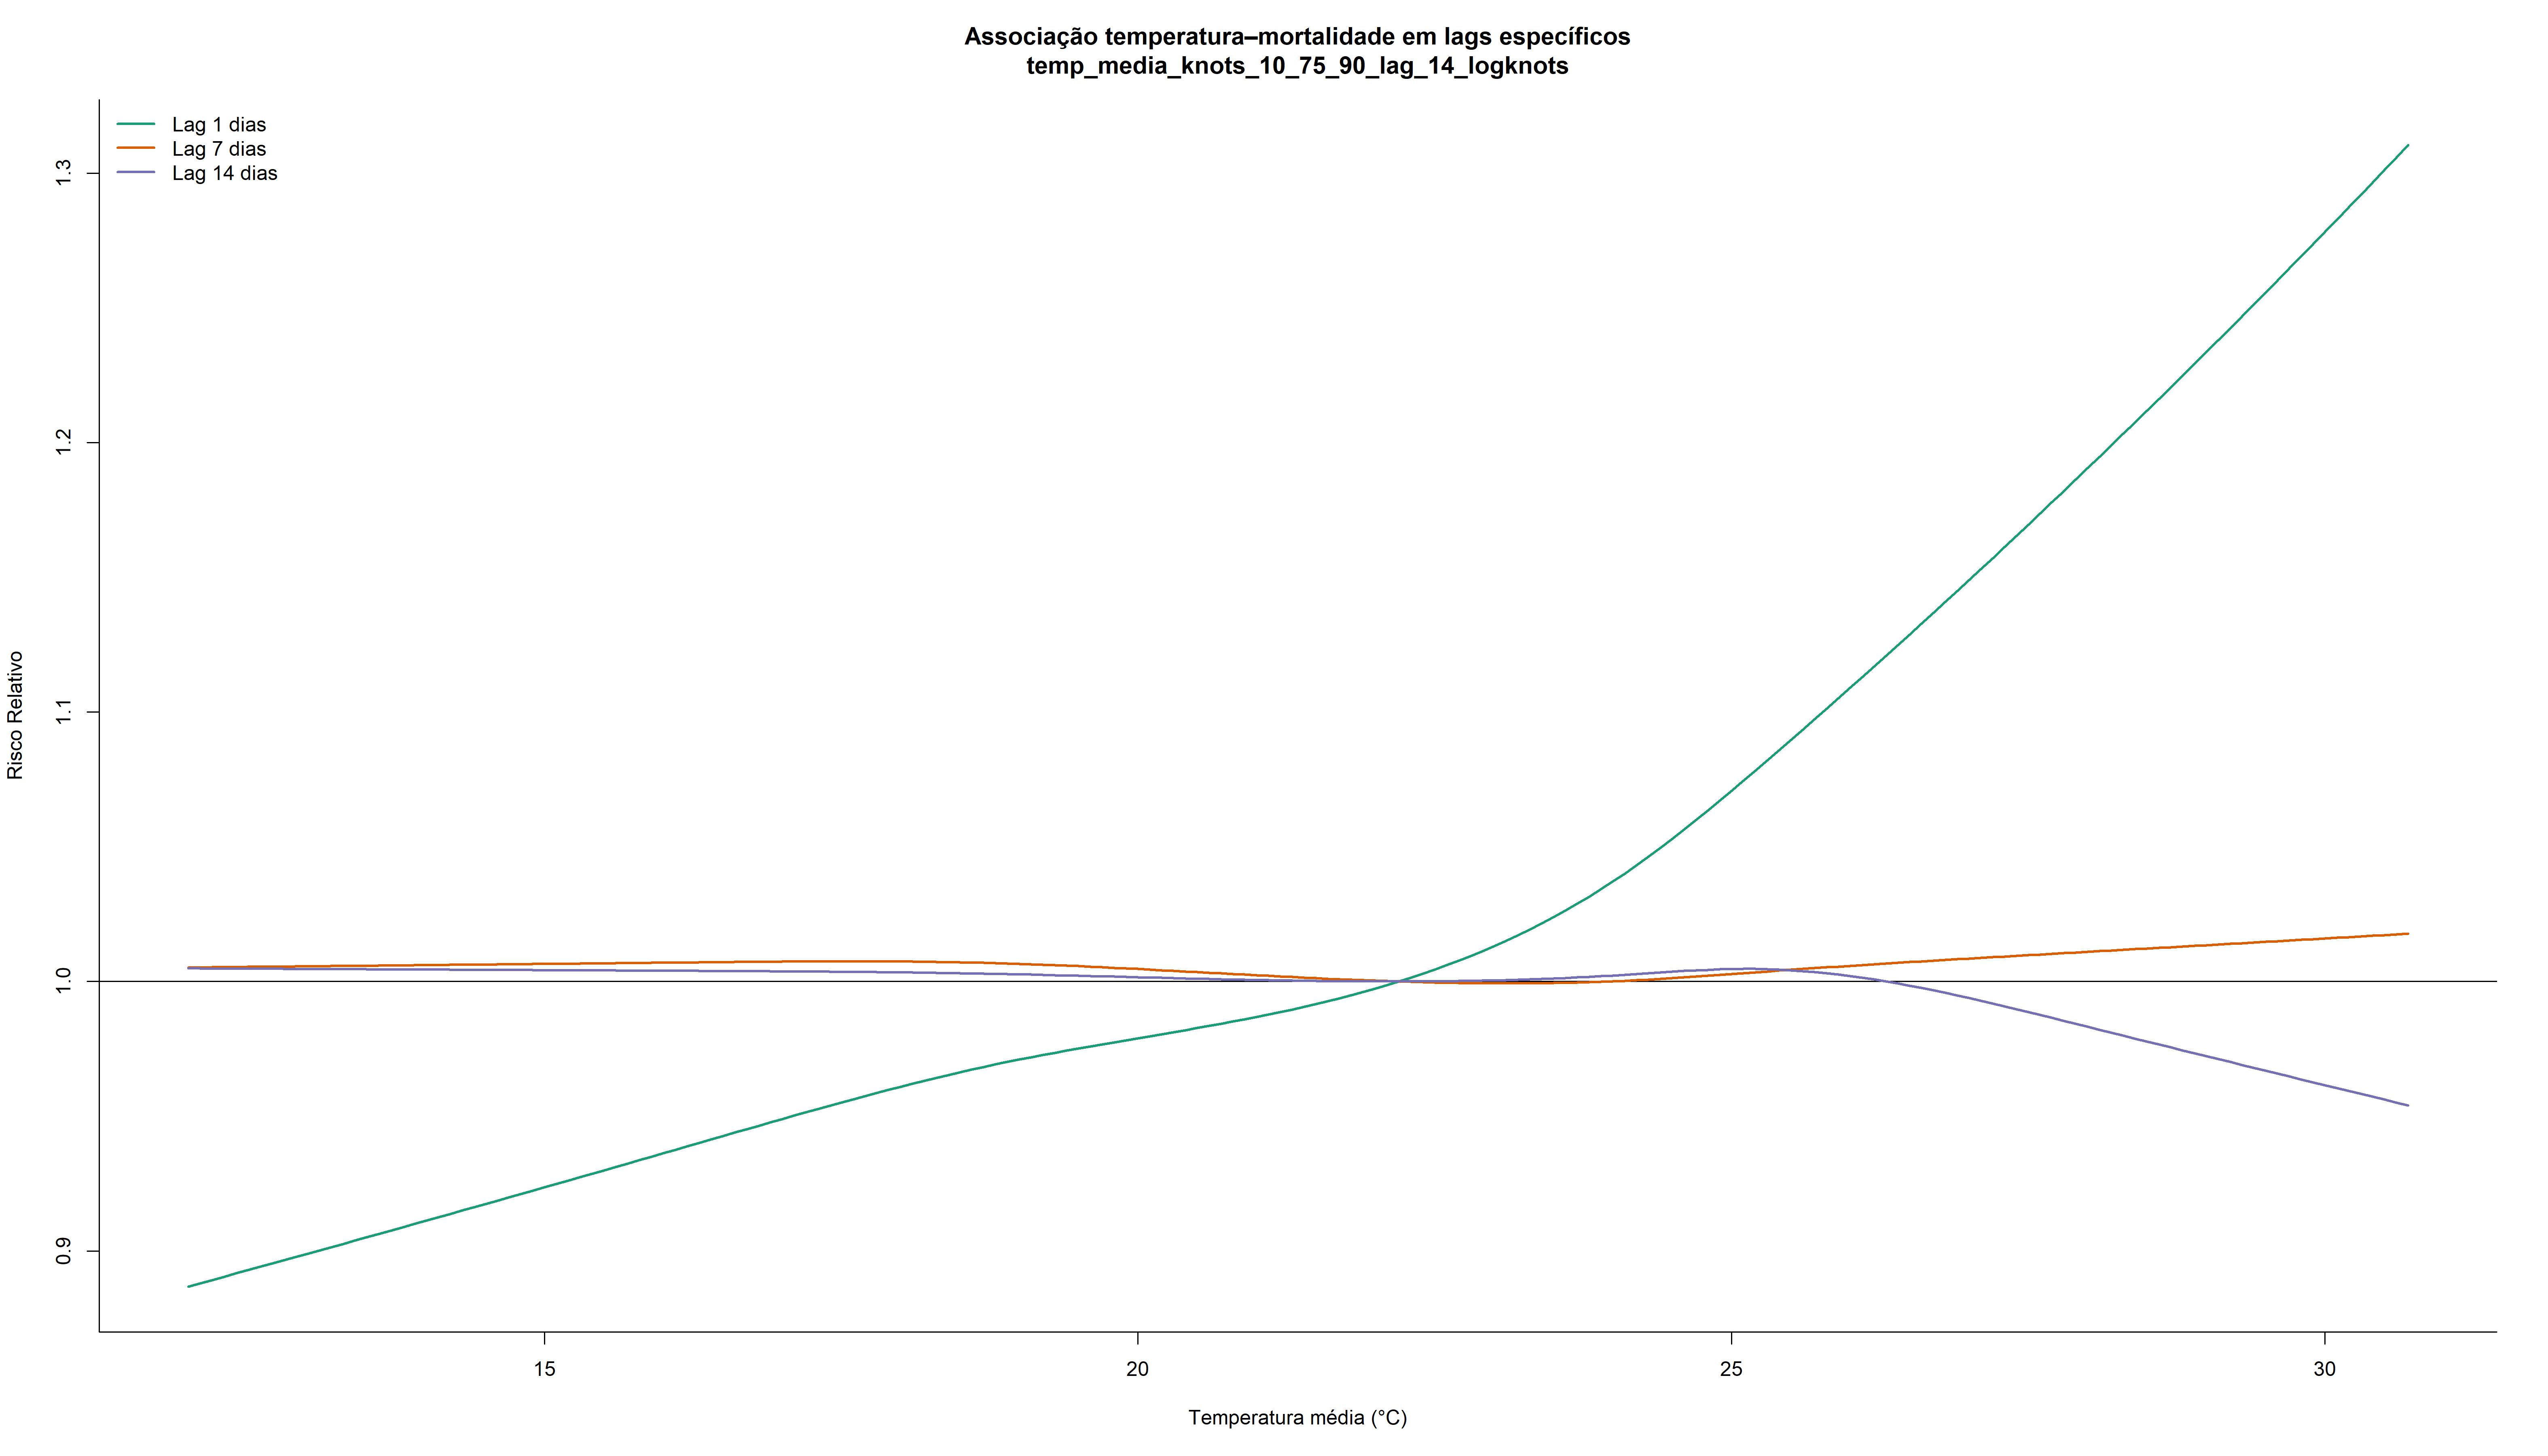 Associação temperatura–mortalidade em lags específicos
temp_media_knots_10_75_90_lag_14_logknots
Lag 1 dias
Lag 7 dias
Lag 14 dias
1.3
1.2
1.1
1.0
0.9
Risco Relativo
15
20
25
30
Temperatura média (°C)